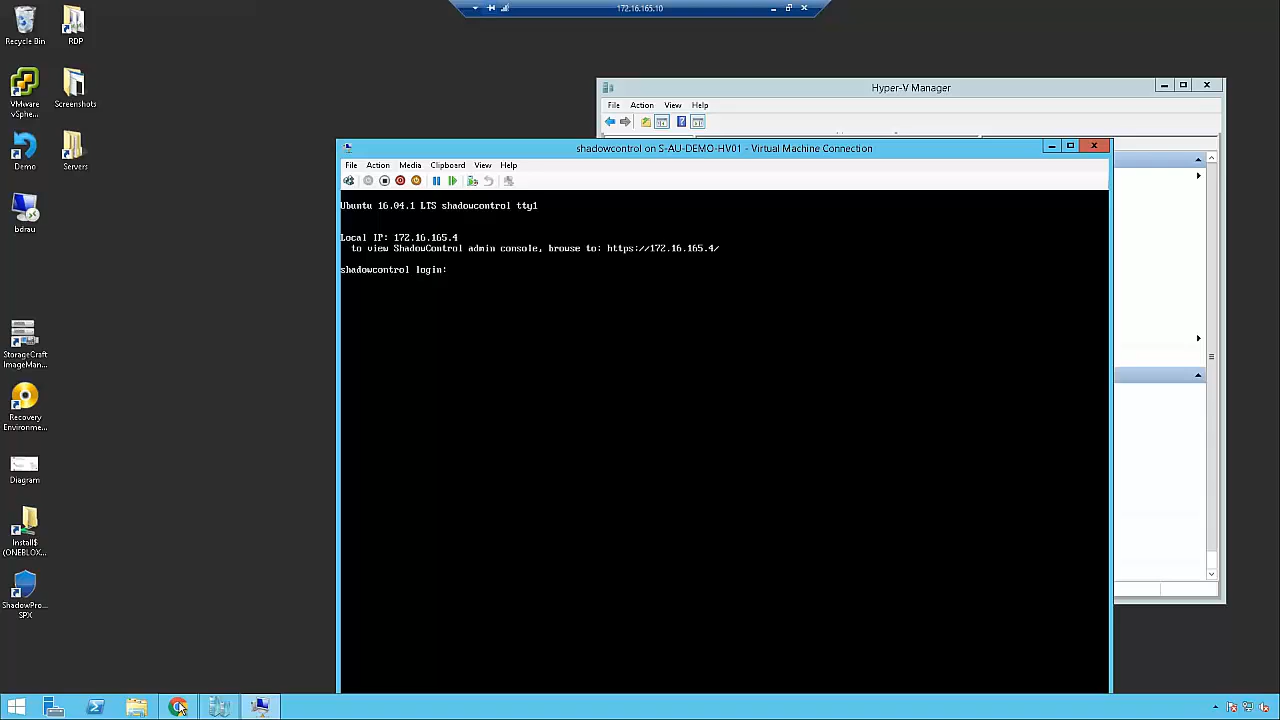 172.16.165.10
Recycle Bin
RDP
VMware
vSphe...
Screenshots
Demo
Servers
bdrau
StorageCraft
ImageMan...
Recovery
Environme...
Diagram
Install$
(ONEBLOX...
ShadowPro...
SPX
Hyper-V Manager
File Action View Help
shadowcontrol on S-AU-DEMO-HV01 - Virtual Machine Connection
File Action Media Clipboard View Help
Ubuntu 16.04.1 LTS shadowcontrol tty1
Local IP: 172.16.165.4
to view ShadowControl admin console, browse to: https://172.16.165.4/
shadowcontrol login: